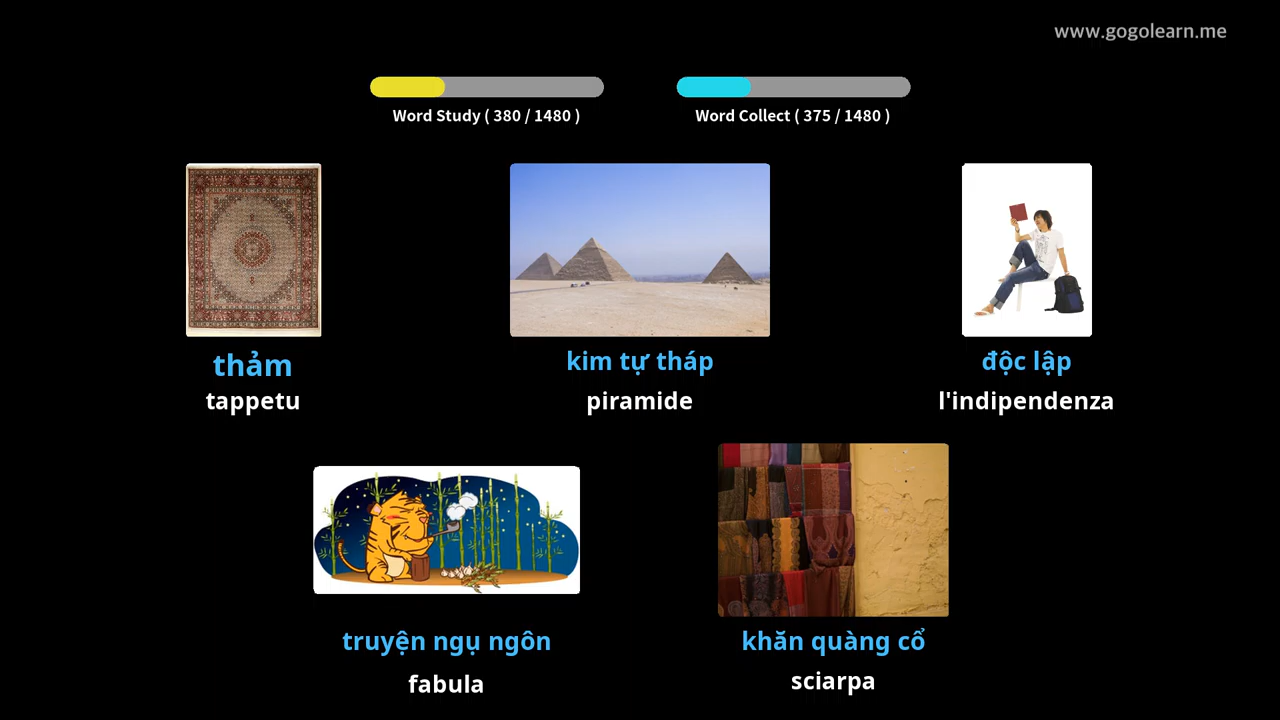 www.gogolearn.me
Word Study ( 380 / 1480 )
Word Collect ( 375 / 1480 )
thảm
tappetu
kim tự tháp
piramide
độc lập
l'indipendenza
truyện ngụ ngôn
fabula
khăn quàng cổ
sciarpa